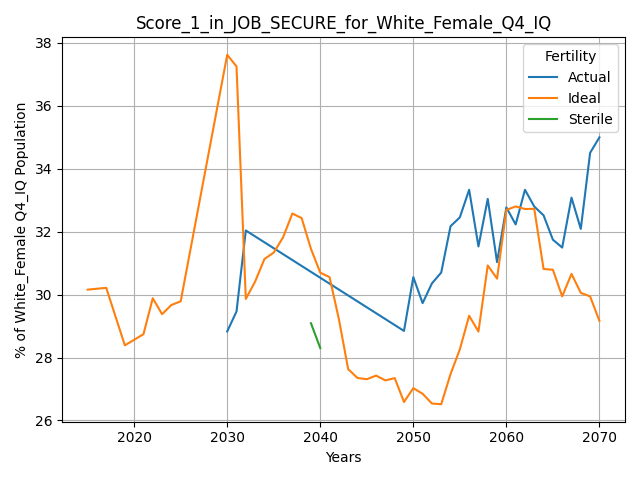 Score_1_in_JOB_SECURE_for_White_Female_Q4_IQ
Fertility
Actual
Ideal
Sterile
% of White_Female Q4_IQ Population
38
36
34
32
30
28
26
2020
2030
2040
2050
2060
2070
Years